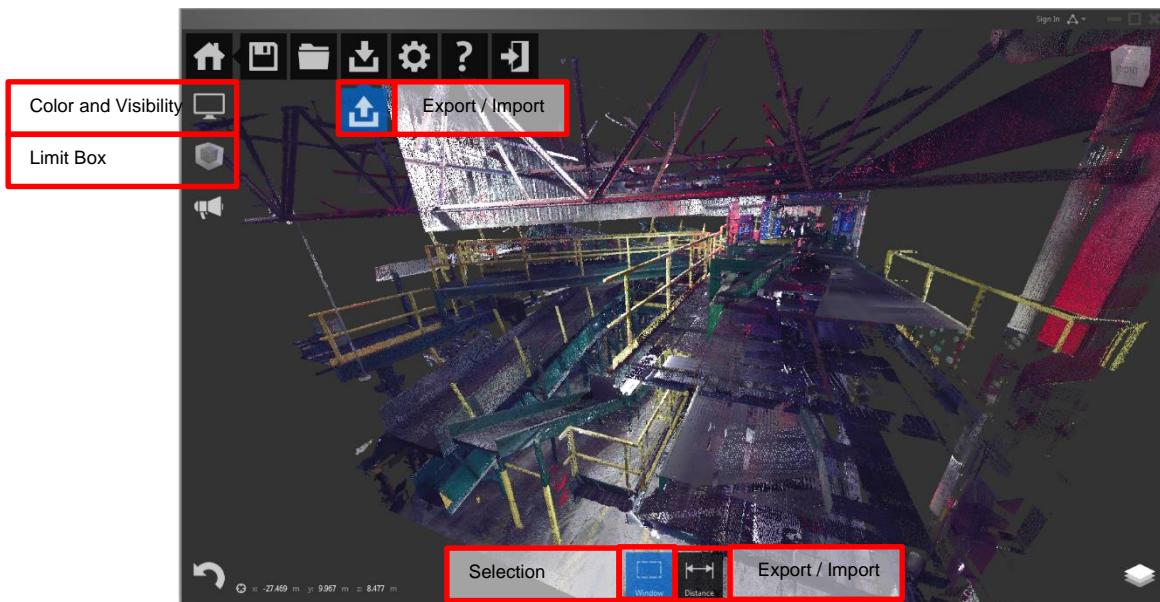 Sign In
Color and Visibility
Export / Import
Limit Box
Selection
Window
Distance
Export / Import
x: -27.469 m y: 9.967 m z: 8.477 m